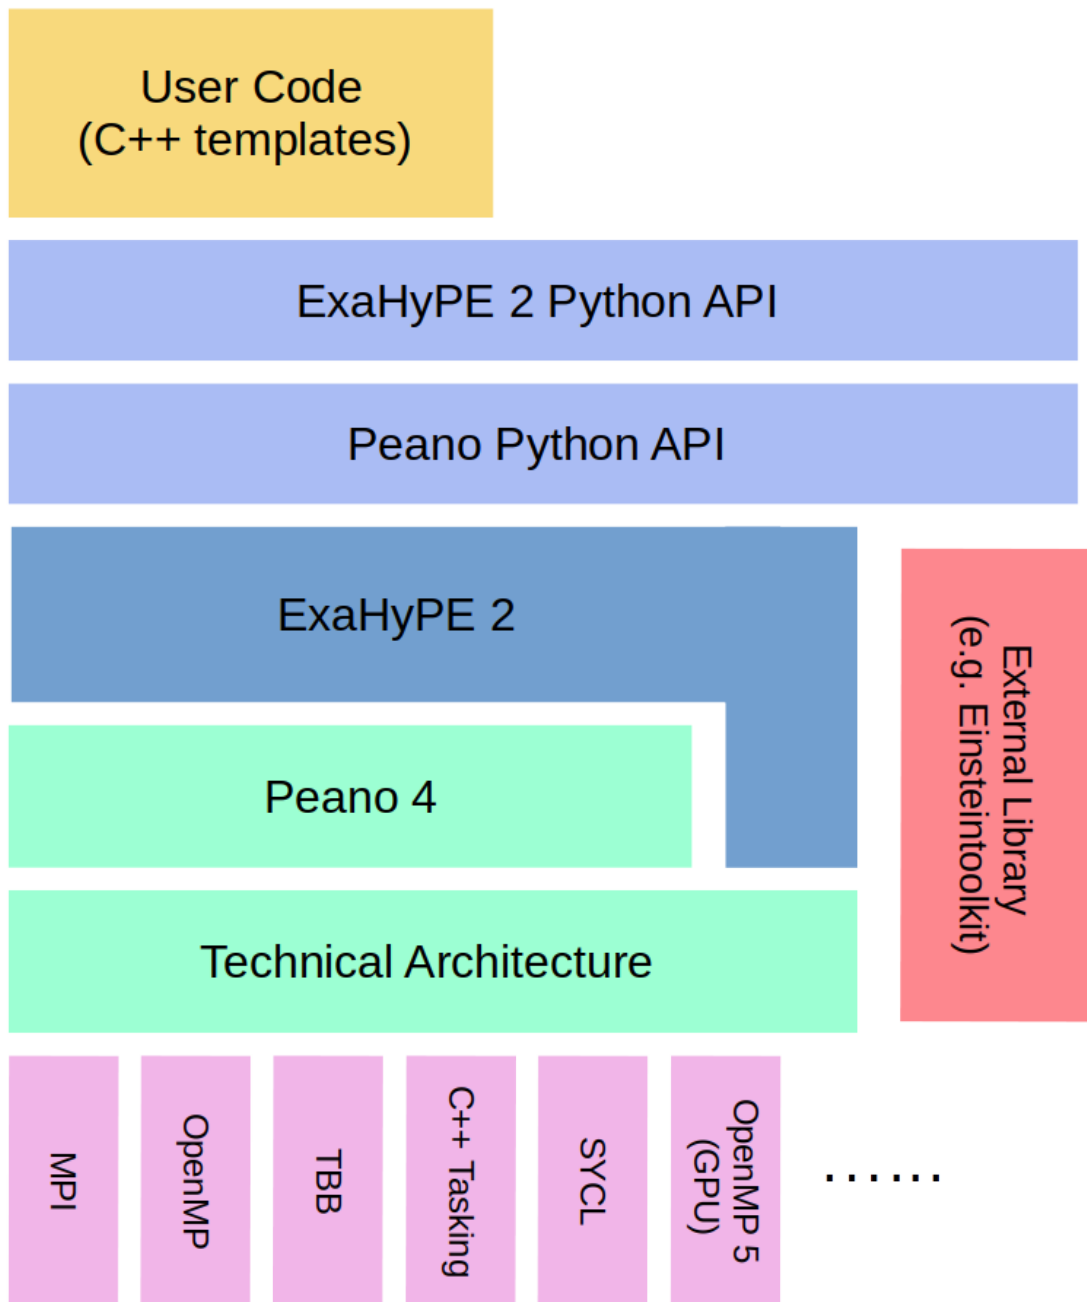 User Code
(C++ templates)
ExaHyPE 2 Python API
Peano Python API
ExaHyPE 2
External Library
(e.g. Einsteintoolkit)
Peano 4
Technical Architecture
MPI
OpenMP
TBB
C++ Tasking
SYCL
OpenMP 5
(GPU)
......